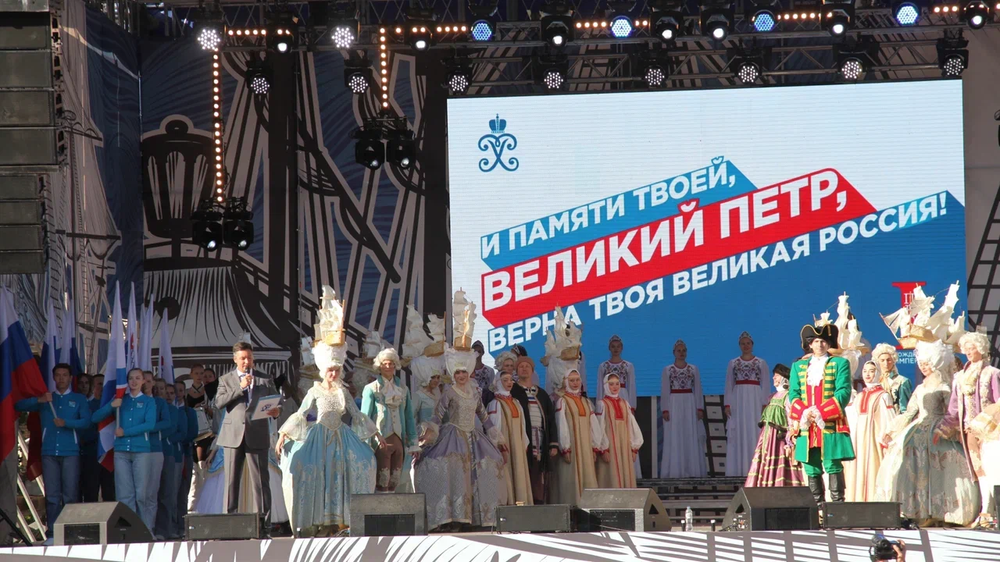 И ПАМЯТИ ТВОЕЙ,
ВЕЛИКИЙ ПЕТР,
ВЕРНА ТВОЯ ВЕЛИКАЯ РОССИЯ!